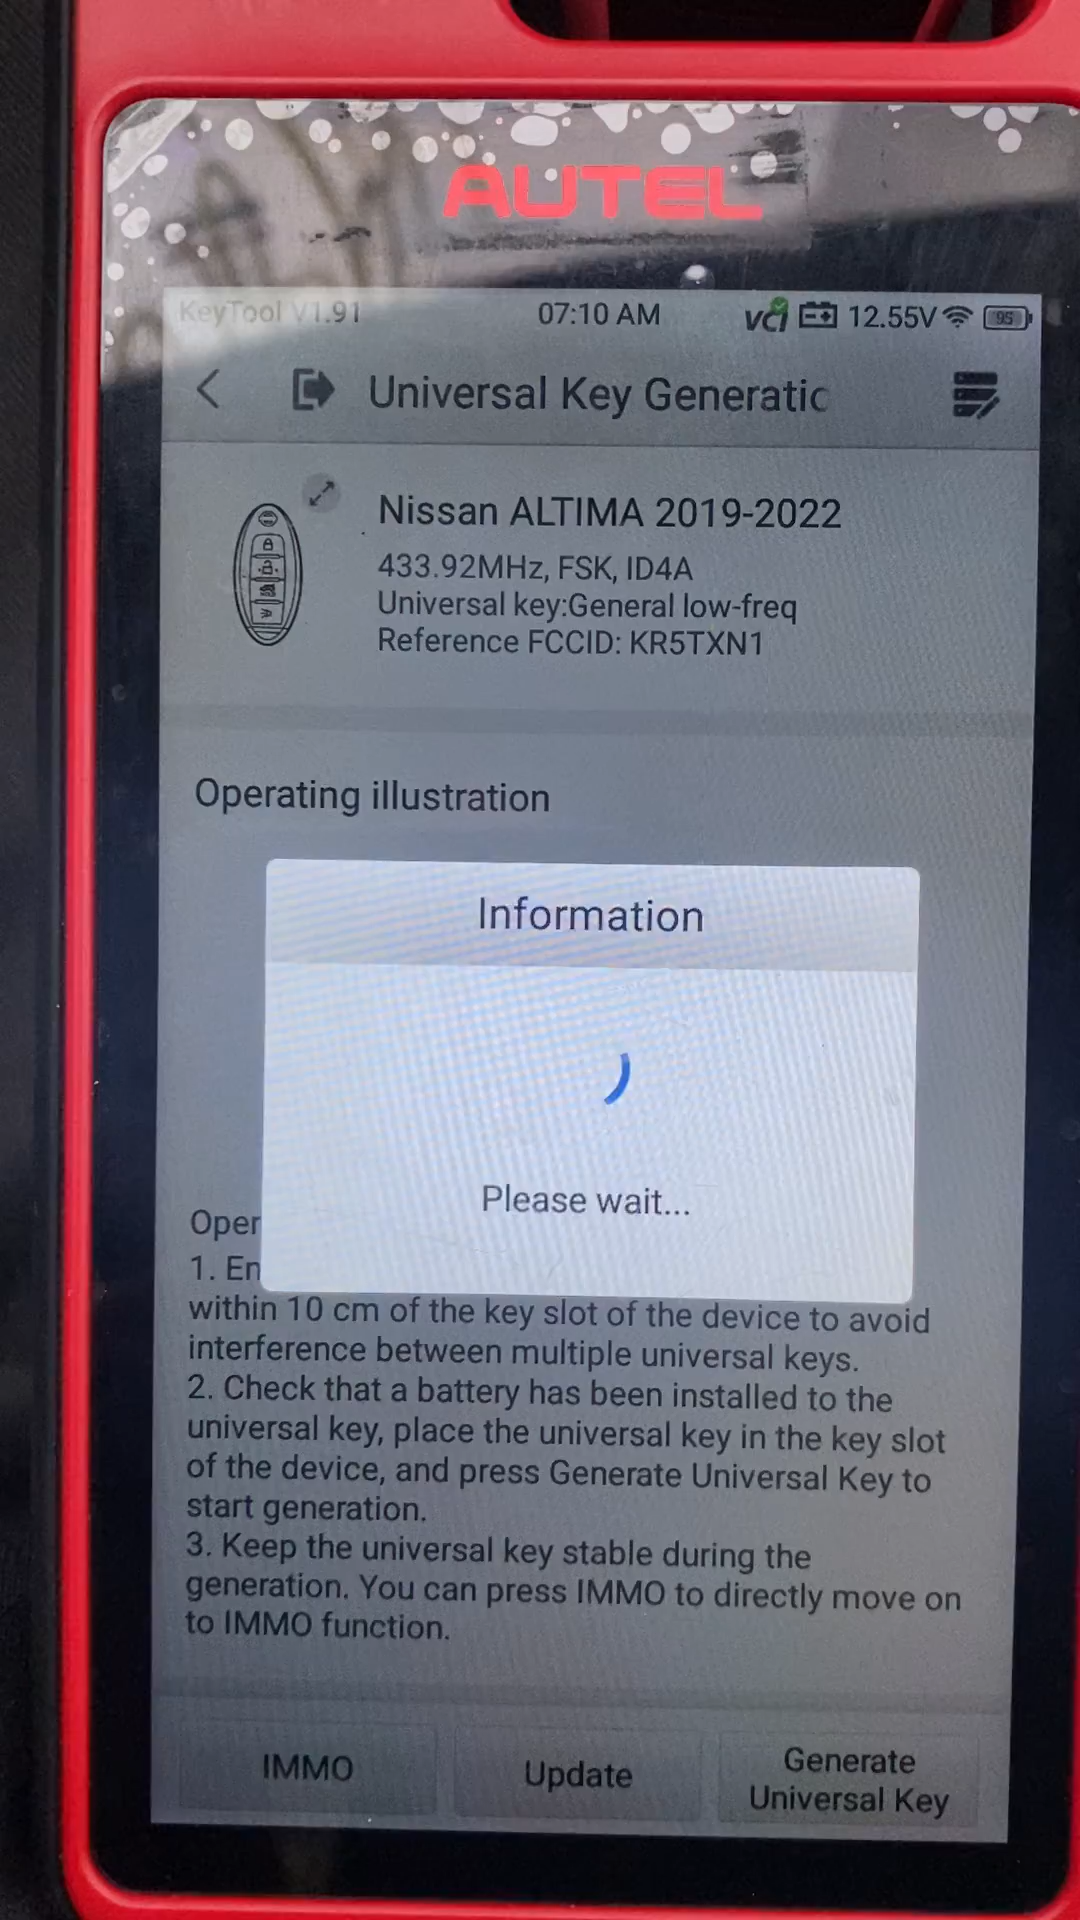 AUTEL
KeyTool V1.91
07:10 AM
VCI
12.55V
95
Universal Key Generatic
Nissan ALTIMA 2019-2022
433.92MHz, FSK, ID4A
Universal key:General low-freq
Reference FCCID: KR5TXN1
Operating illustration
Information
Please wait...
Oper
1. En
within 10 cm of the key slot of the device to avoid
interference between multiple universal keys.
2. Check that a battery has been installed to the
universal key, place the universal key in the key slot
of the device, and press Generate Universal Key to
start generation.
3. Keep the universal key stable during the
generation. You can press IMMO to directly move on
to IMMO function.
IMMO
Update
Generate
Universal Key